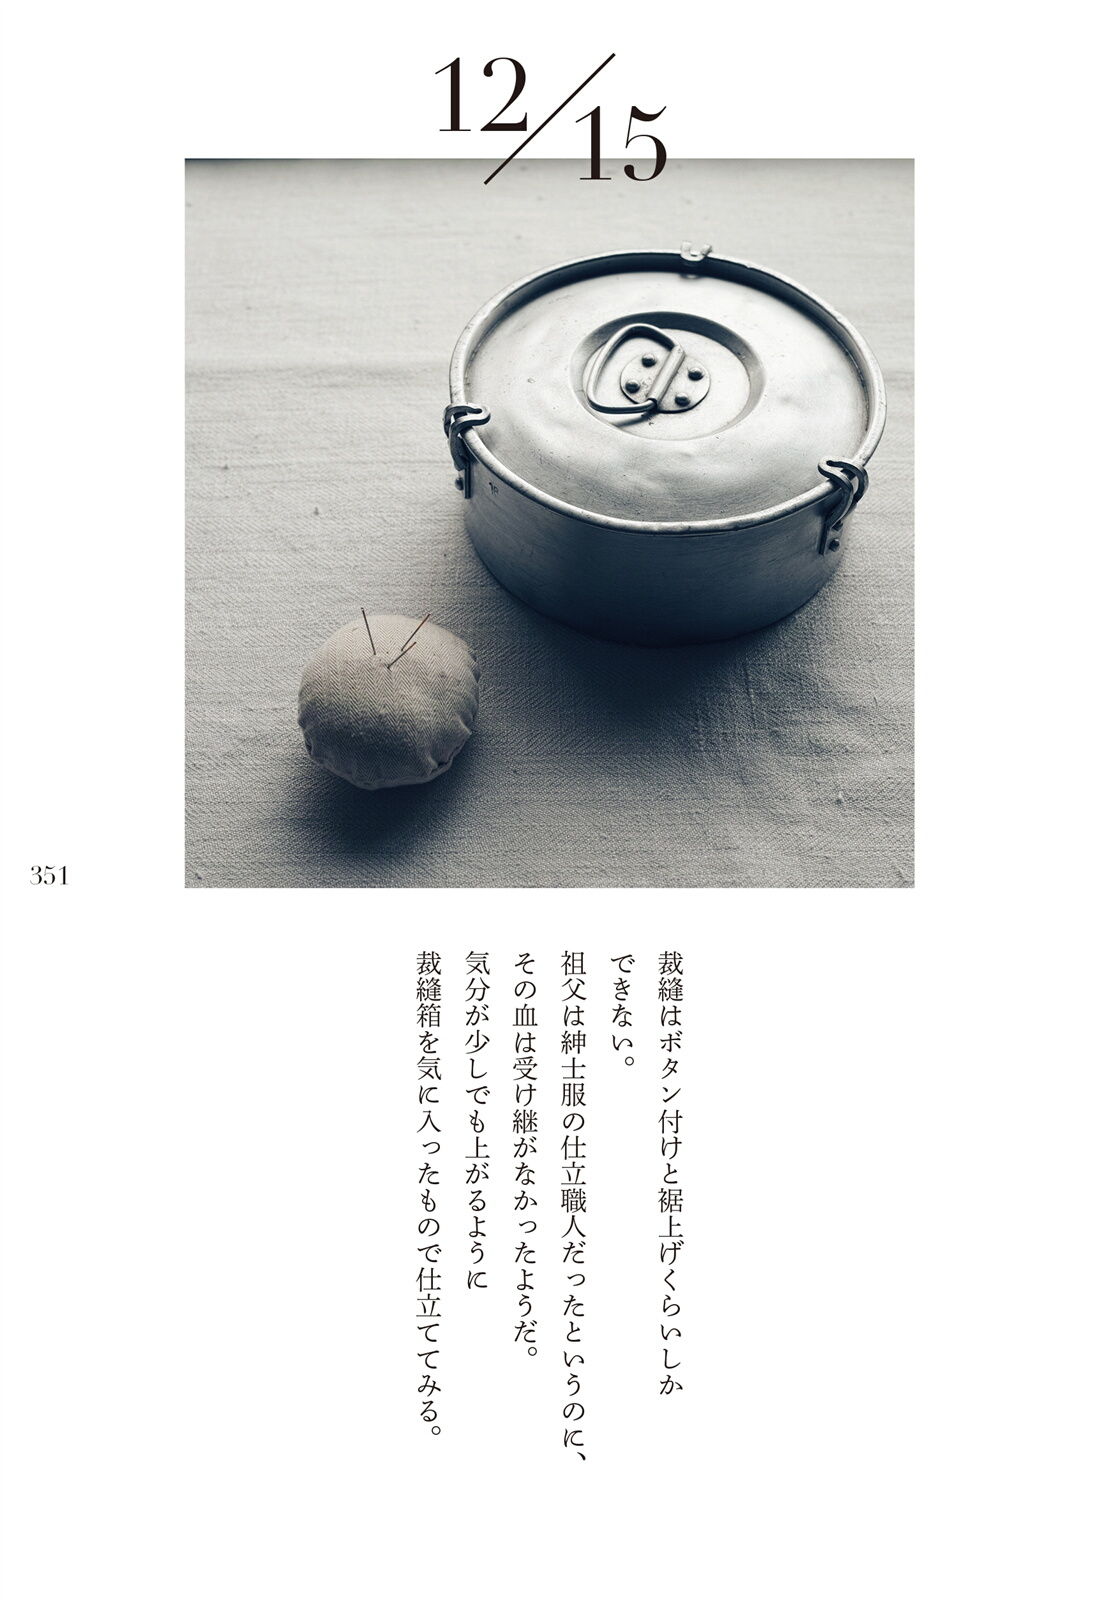 12/15
裁縫はボタン付けと裾上げくらいしか
できない。
祖父は紳士服の仕立職人だったというのに、
その血は受け継がなかったようだ。
気分が少しでも上がるように
裁縫箱を気に入ったもので仕立ててみる。
351